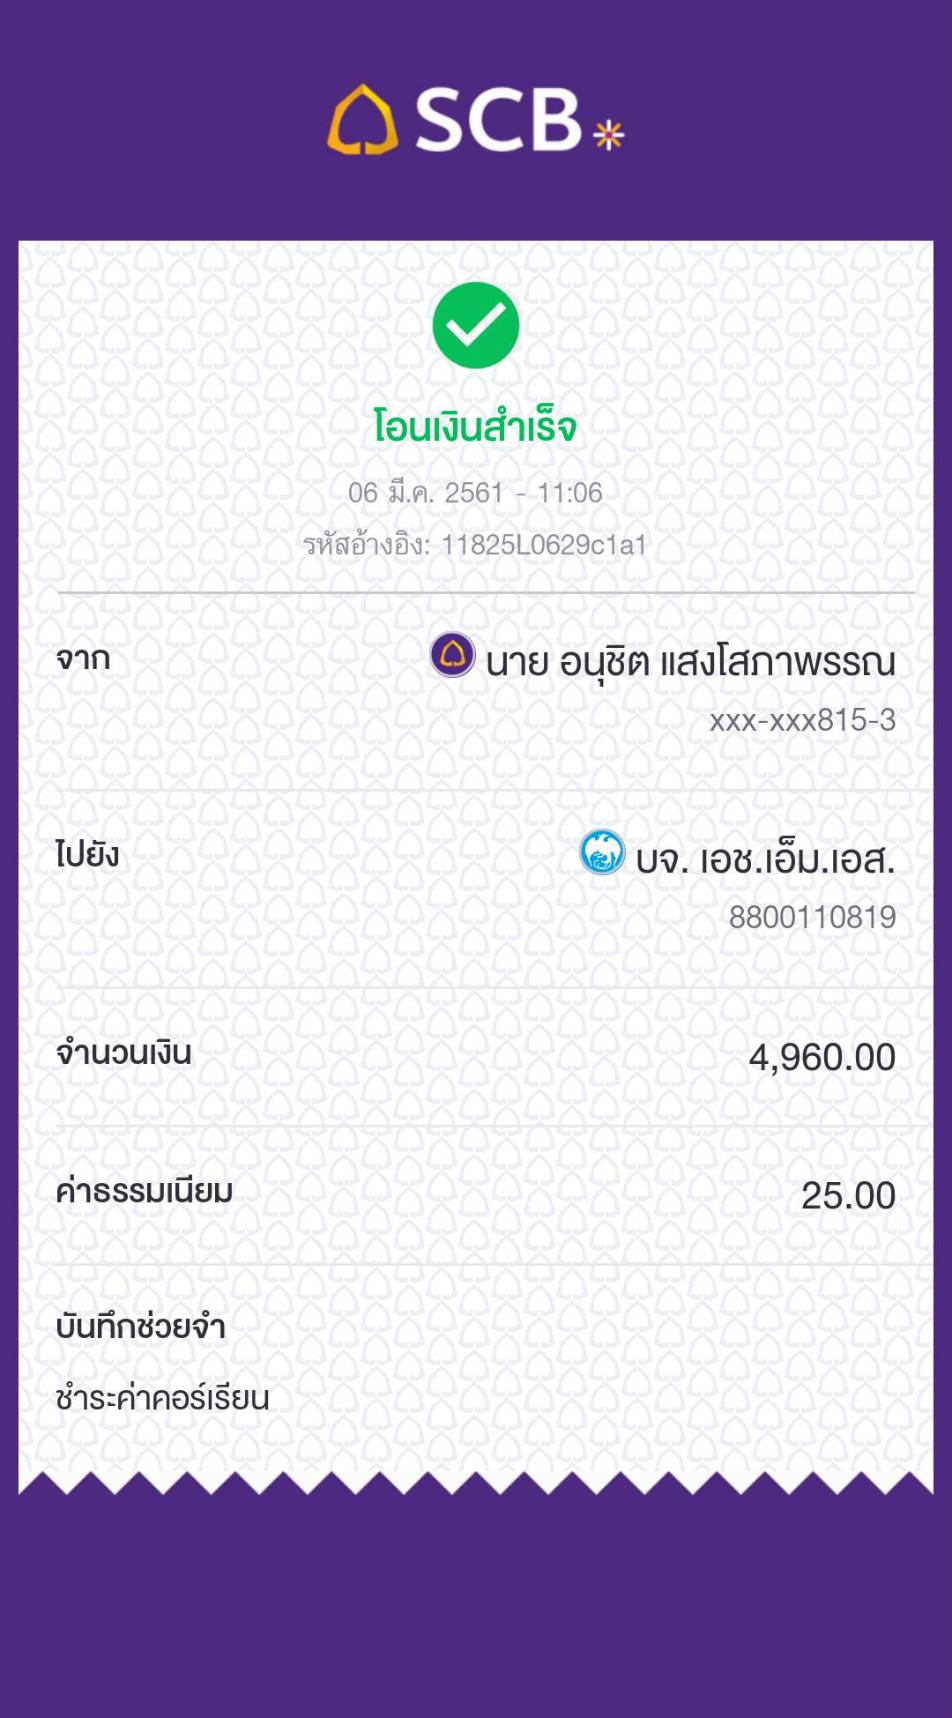 SCB
โอนเงินสำเร็จ
06 มี.ค. 2561 - 11:06
รหัสอ้างอิง: 11825L0629c1a1
จาก นาย อนุชิต แสงโสภาพรรณ
xxx-xxx815-3
ไปยัง บจ. เอช.เอ็ม.เอส.
8800110819
จำนวนเงิน 4,960.00
ค่าธรรมเนียม 25.00
บันทึกช่วยจำ
ชำระค่าคอร์เรียน